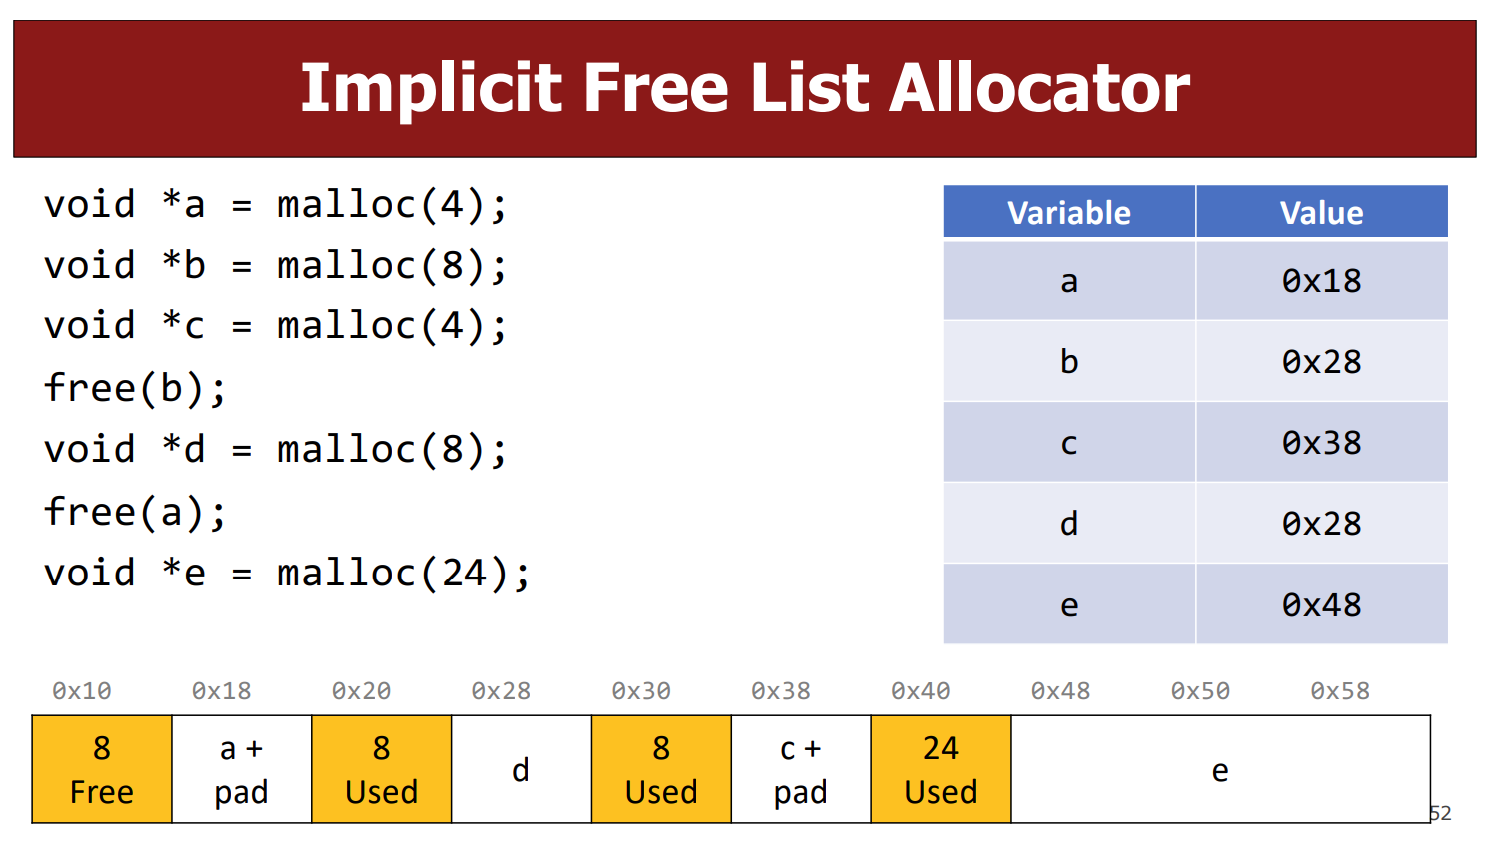 Implicit Free List Allocator
void *a = malloc(4);
void *b = malloc(8);
void *c = malloc(4);
free(b);
void *d = malloc(8);
free(a);
void *e = malloc(24);
Variable Value
a 0x18
b 0x28
c 0x38
d 0x28
e 0x48
0x10 0x18 0x20 0x28 0x30 0x38 0x40 0x48 0x50 0x58
8 a + 8 d 8 c + 24 e
Free pad Used Used pad Used
52